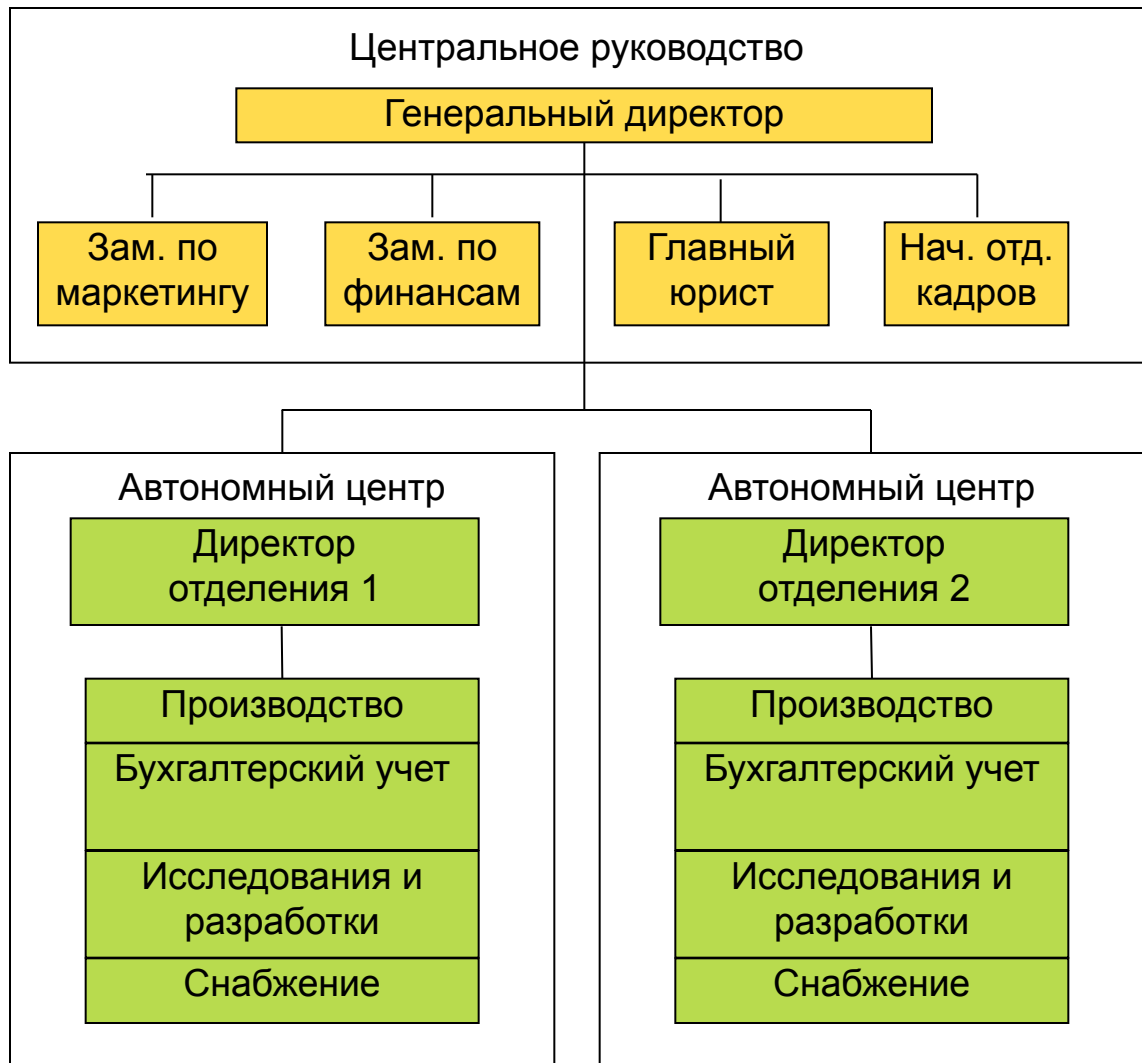 Центральное руководство
Генеральный директор
Зам. по
маркетингу
Зам. по
финансам
Главный
юрист
Нач. отд.
кадров
Автономный центр
Директор
отделения 1
Производство
Бухгалтерский учет
Исследования и
разработки
Снабжение
Автономный центр
Директор
отделения 2
Производство
Бухгалтерский учет
Исследования и
разработки
Снабжение